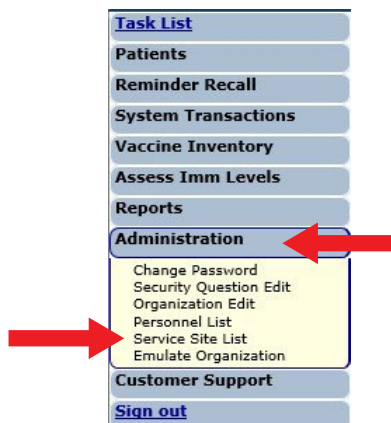 Task List
Patients
Reminder Recall
System Transactions
Vaccine Inventory
Assess Imm Levels
Reports
Administration
Change Password
Security Question Edit
Organization Edit
Personnel List
Service Site List
Emulate Organization
Customer Support
Sign out